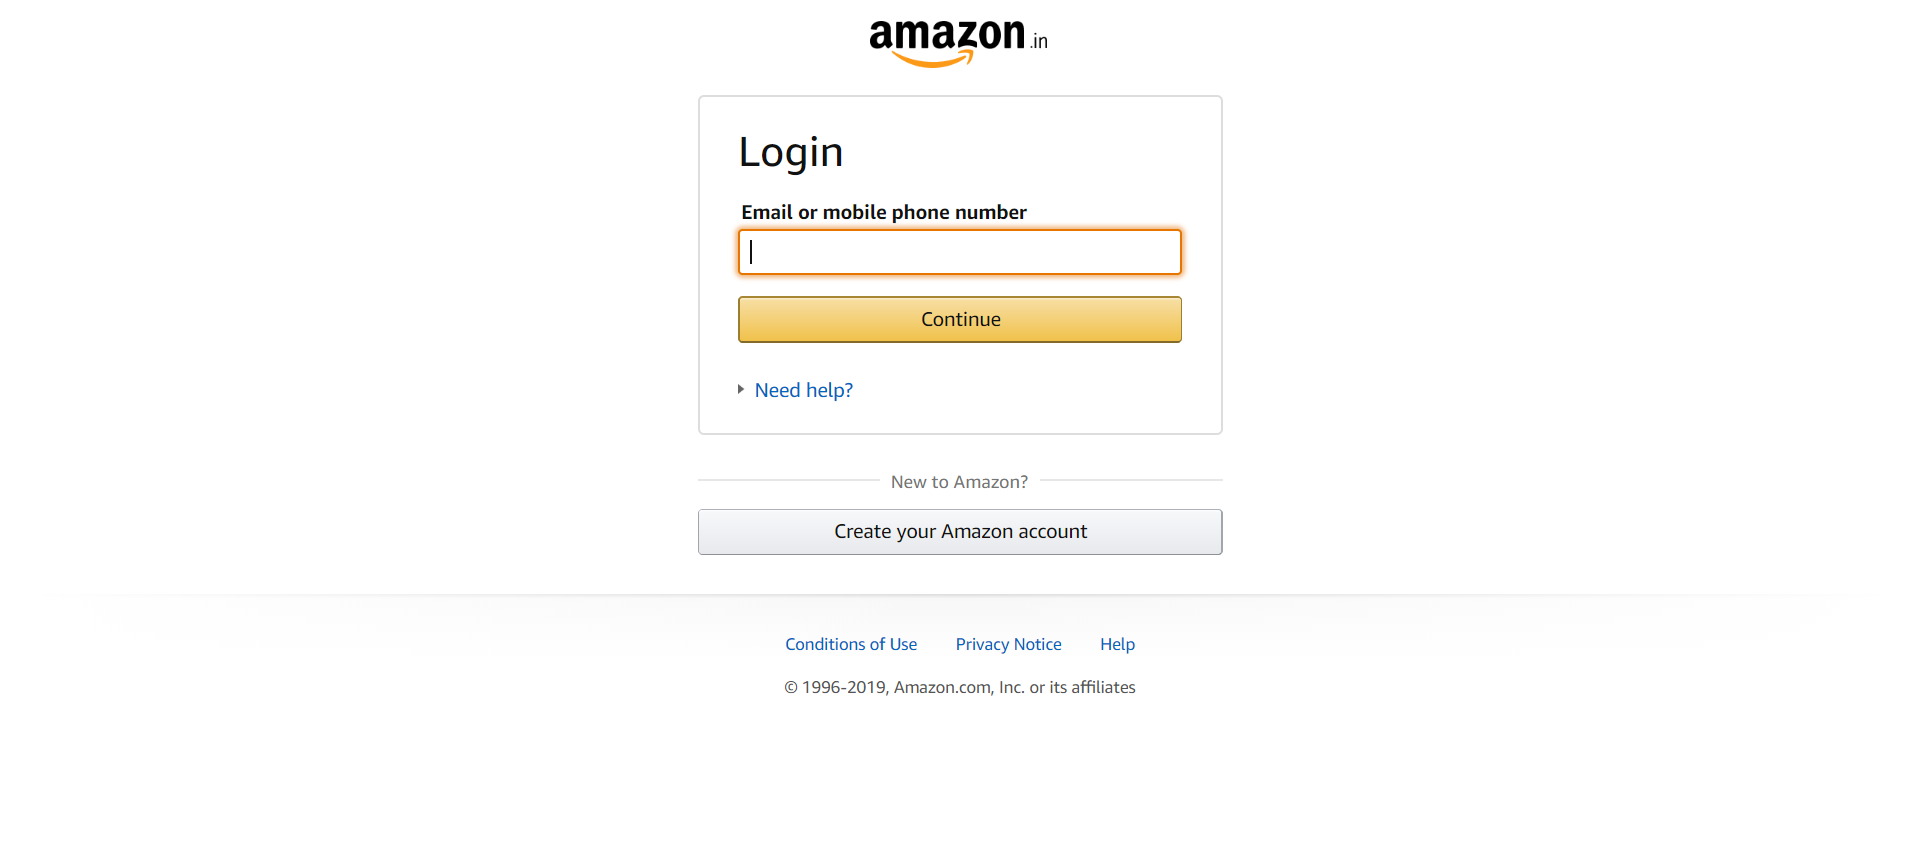 amazon.in
Login
Email or mobile phone number
Continue
Need help?
New to Amazon?
Create your Amazon account
Conditions of Use Privacy Notice Help
© 1996-2019, Amazon.com, Inc. or its affiliates